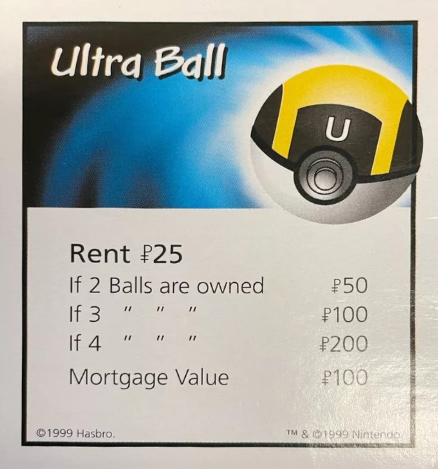 Ultra Ball
U
Rent ₽25
If 2 Balls are owned ₽50
If 3 " " " ₽100
If 4 " " " ₽200
Mortgage Value ₽100
©1999 Hasbro. ™ & ©1999 Nintendo.